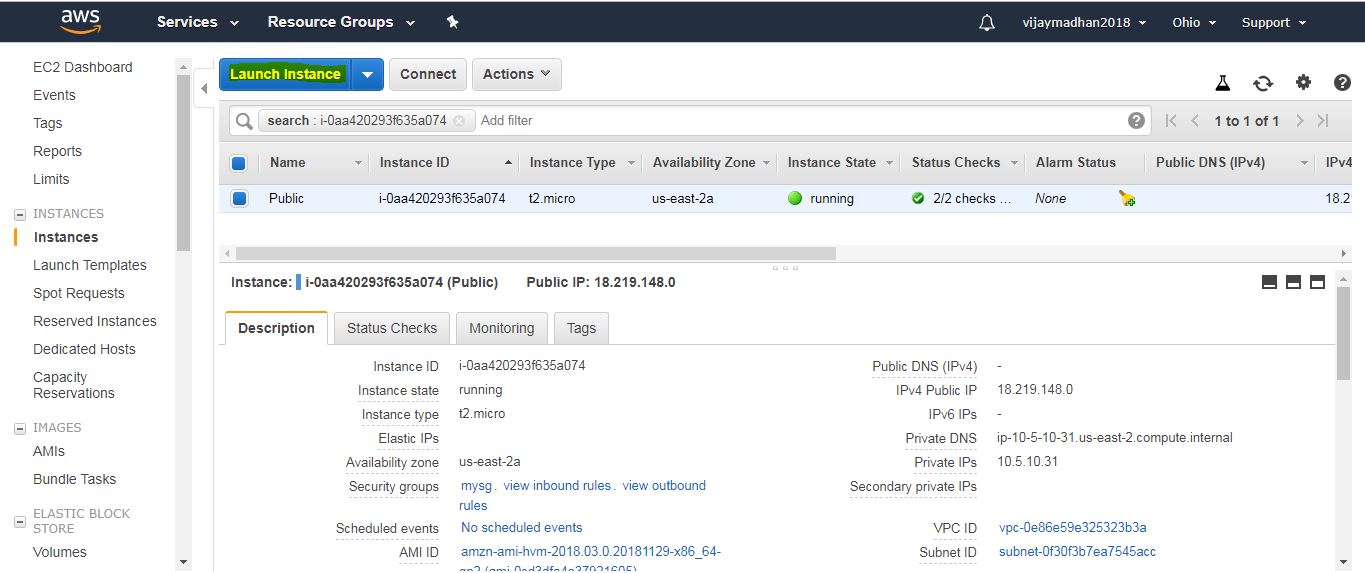 aws Services Resource Groups vijaymadhan2018 Ohio Support
EC2 Dashboard
Events
Tags
Reports
Limits
INSTANCES
Instances
Launch Templates
Spot Requests
Reserved Instances
Dedicated Hosts
Capacity
Reservations
IMAGES
AMIs
Bundle Tasks
ELASTIC BLOCK
STORE
Volumes
Launch Instance Connect Actions
search : i-0aa420293f635a074 Add filter 1 to 1 of 1
Name Instance ID Instance Type Availability Zone Instance State Status Checks Alarm Status Public DNS (IPv4) IPv4
Public i-0aa420293f635a074 t2.micro us-east-2a running 2/2 checks ... None 18.2
Instance: i-0aa420293f635a074 (Public) Public IP: 18.219.148.0
Description Status Checks Monitoring Tags
Instance ID i-0aa420293f635a074 Public DNS (IPv4) -
Instance state running IPv4 Public IP 18.219.148.0
Instance type t2.micro IPv6 IPs -
Elastic IPs Private DNS ip-10-5-10-31.us-east-2.compute.internal
Availability zone us-east-2a Private IPs 10.5.10.31
Security groups mysg . view inbound rules . view outbound Secondary private IPs
rules
Scheduled events No scheduled events VPC ID vpc-0e86e59e325323b3a
AMI ID amzn-ami-hvm-2018.03.0.20181129-x86_64- Subnet ID subnet-0f30f3b7ea7545acc